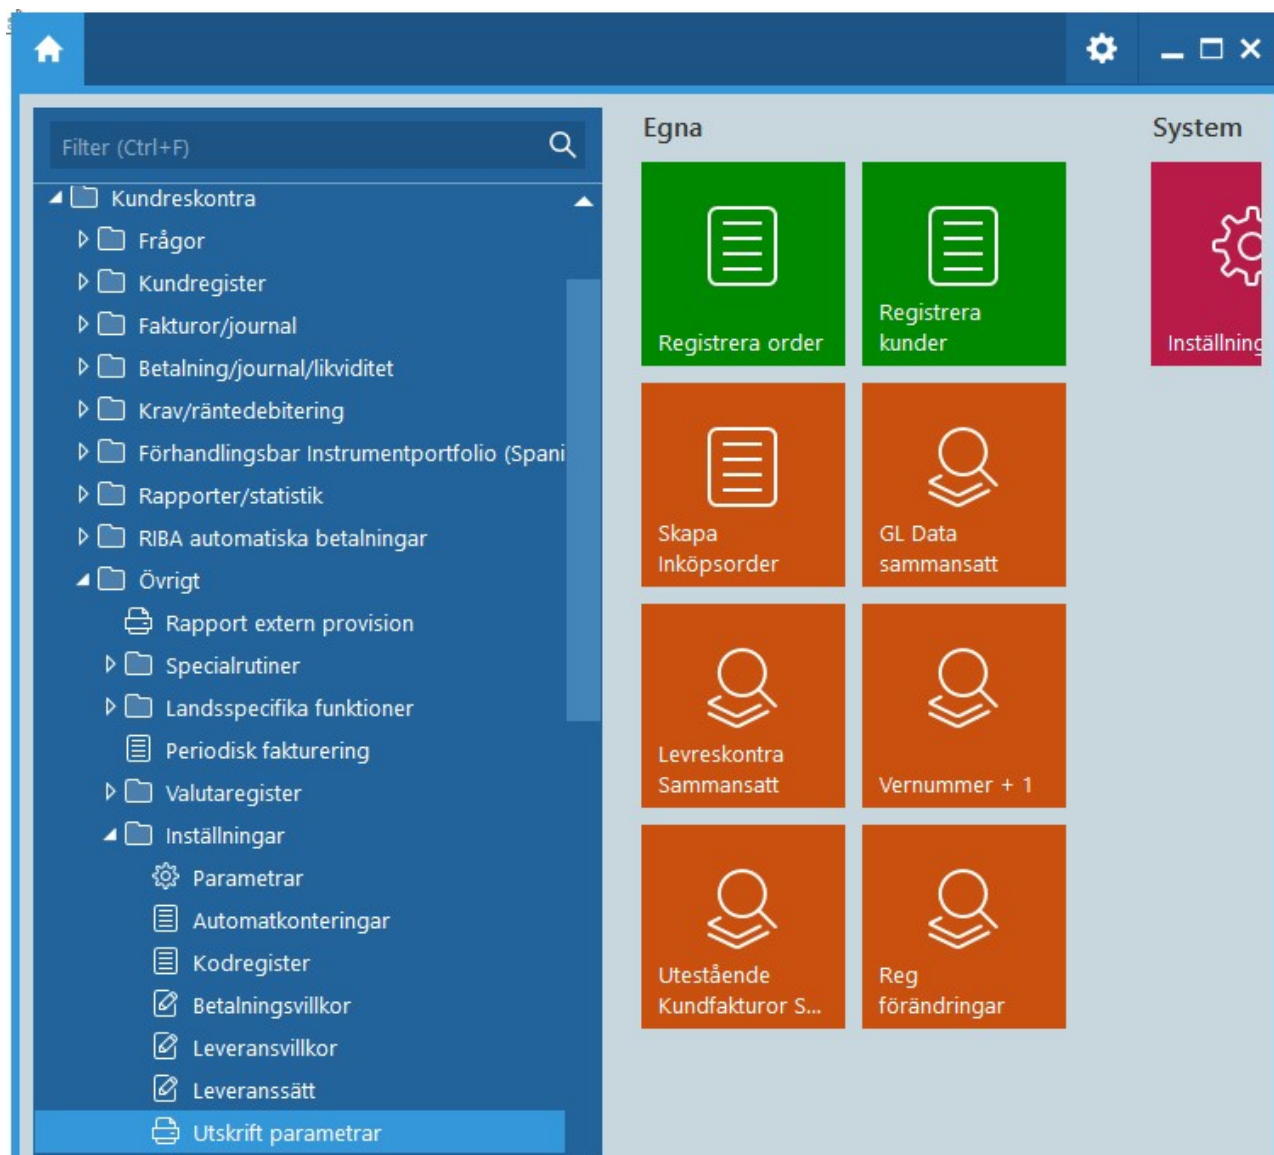 Filter (Ctrl+F)
Kundreskontra
Frågor
Kundregister
Fakturor/journal
Betalning/journal/likviditet
Krav/räntedebitering
Förhandlingsbar Instrumentportfolio (Spani
Rapporter/statistik
RIBA automatiska betalningar
Övrigt
Rapport extern provision
Specialrutiner
Landsspecifika funktioner
Periodisk fakturering
Valutaregister
Inställningar
Parametrar
Automatkonteringar
Kodregister
Betalningsvillkor
Leveransvillkor
Leveranssätt
Utskrift parametrar
Egna
Registrera order
Registrera
kunder
Skapa
Inköpsorder
GL Data
sammansatt
Levreskontra
Sammansatt
Vernummer + 1
Utestående
Kundfakturor S...
Reg
förändringar
System
Inställning